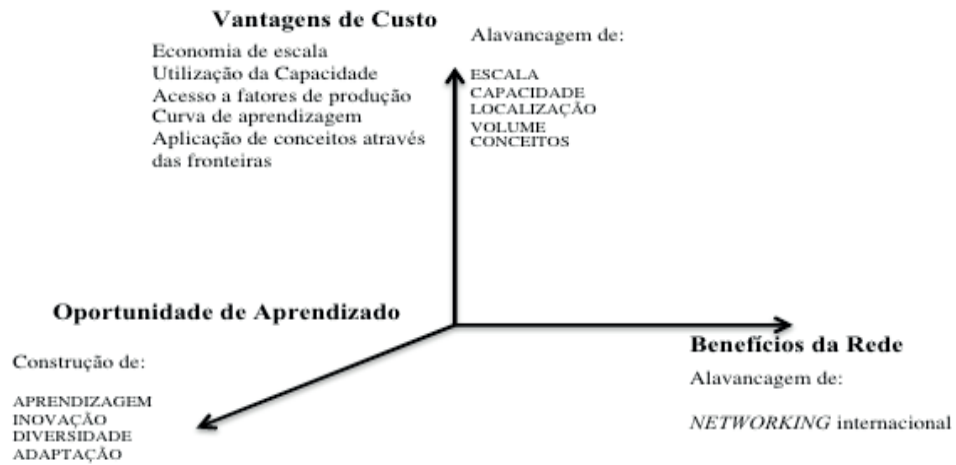 Vantagens de Custo
Economia de escala
Utilização da Capacidade
Acesso a fatores de produção
Curva de aprendizagem
Aplicação de conceitos através
das fronteiras
Alavancagem de:
ESCALA
CAPACIDADE
LOCALIZAÇÃO
VOLUME
CONCEITOS
Oportunidade de Aprendizado
Construção de:
APRENDIZAGEM
INOVAÇÃO
DIVERSIDADE
ADAPTAÇÃO
Benefícios da Rede
Alavancagem de:
NETWORKING internacional